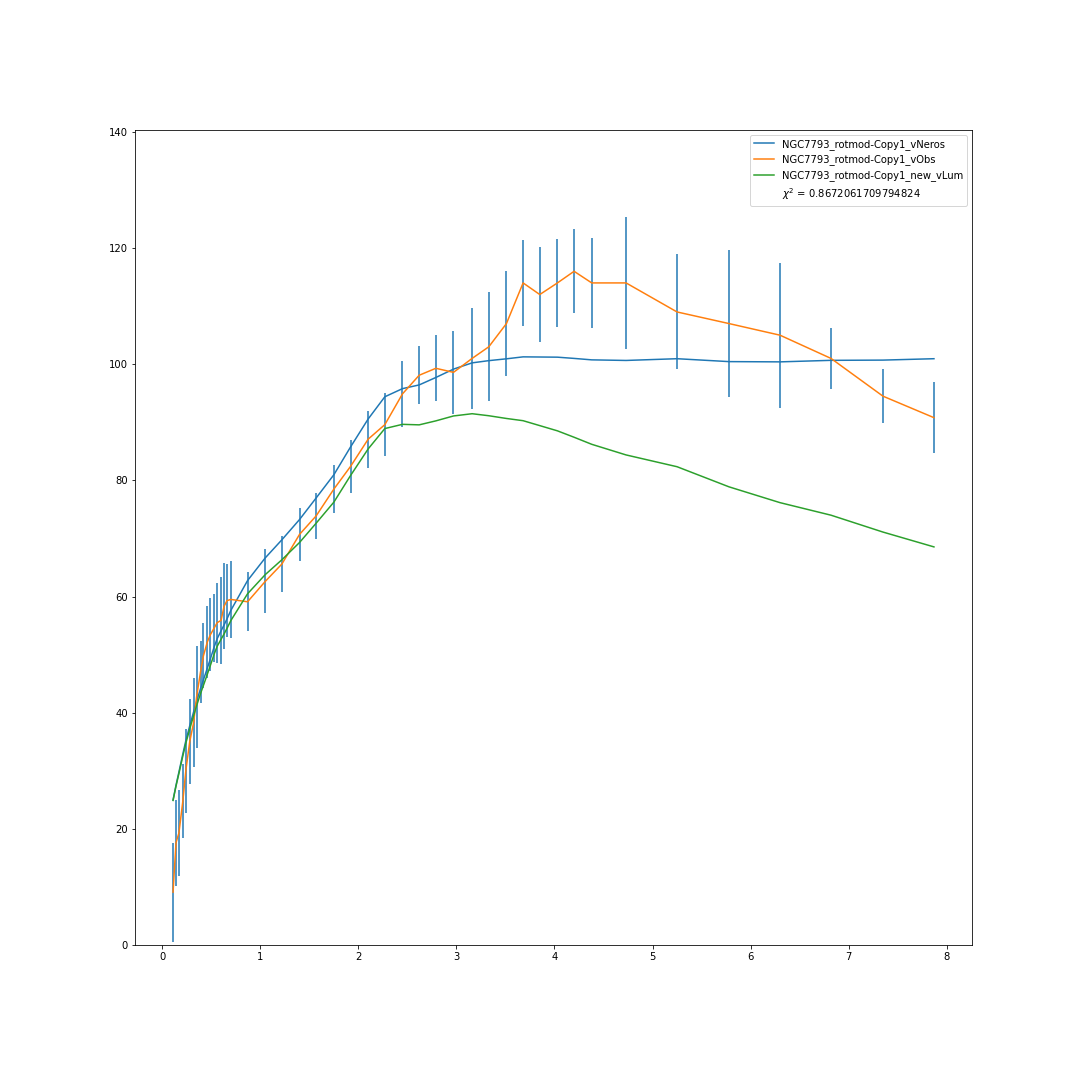 140
120
100
80
60
40
20
0
0 1 2 3 4 5 6 7 8
NGC7793_rotmod-Copy1_vNeros
NGC7793_rotmod-Copy1_vObs
NGC7793_rotmod-Copy1_new_vLum
χ² = 0.8672061709794824